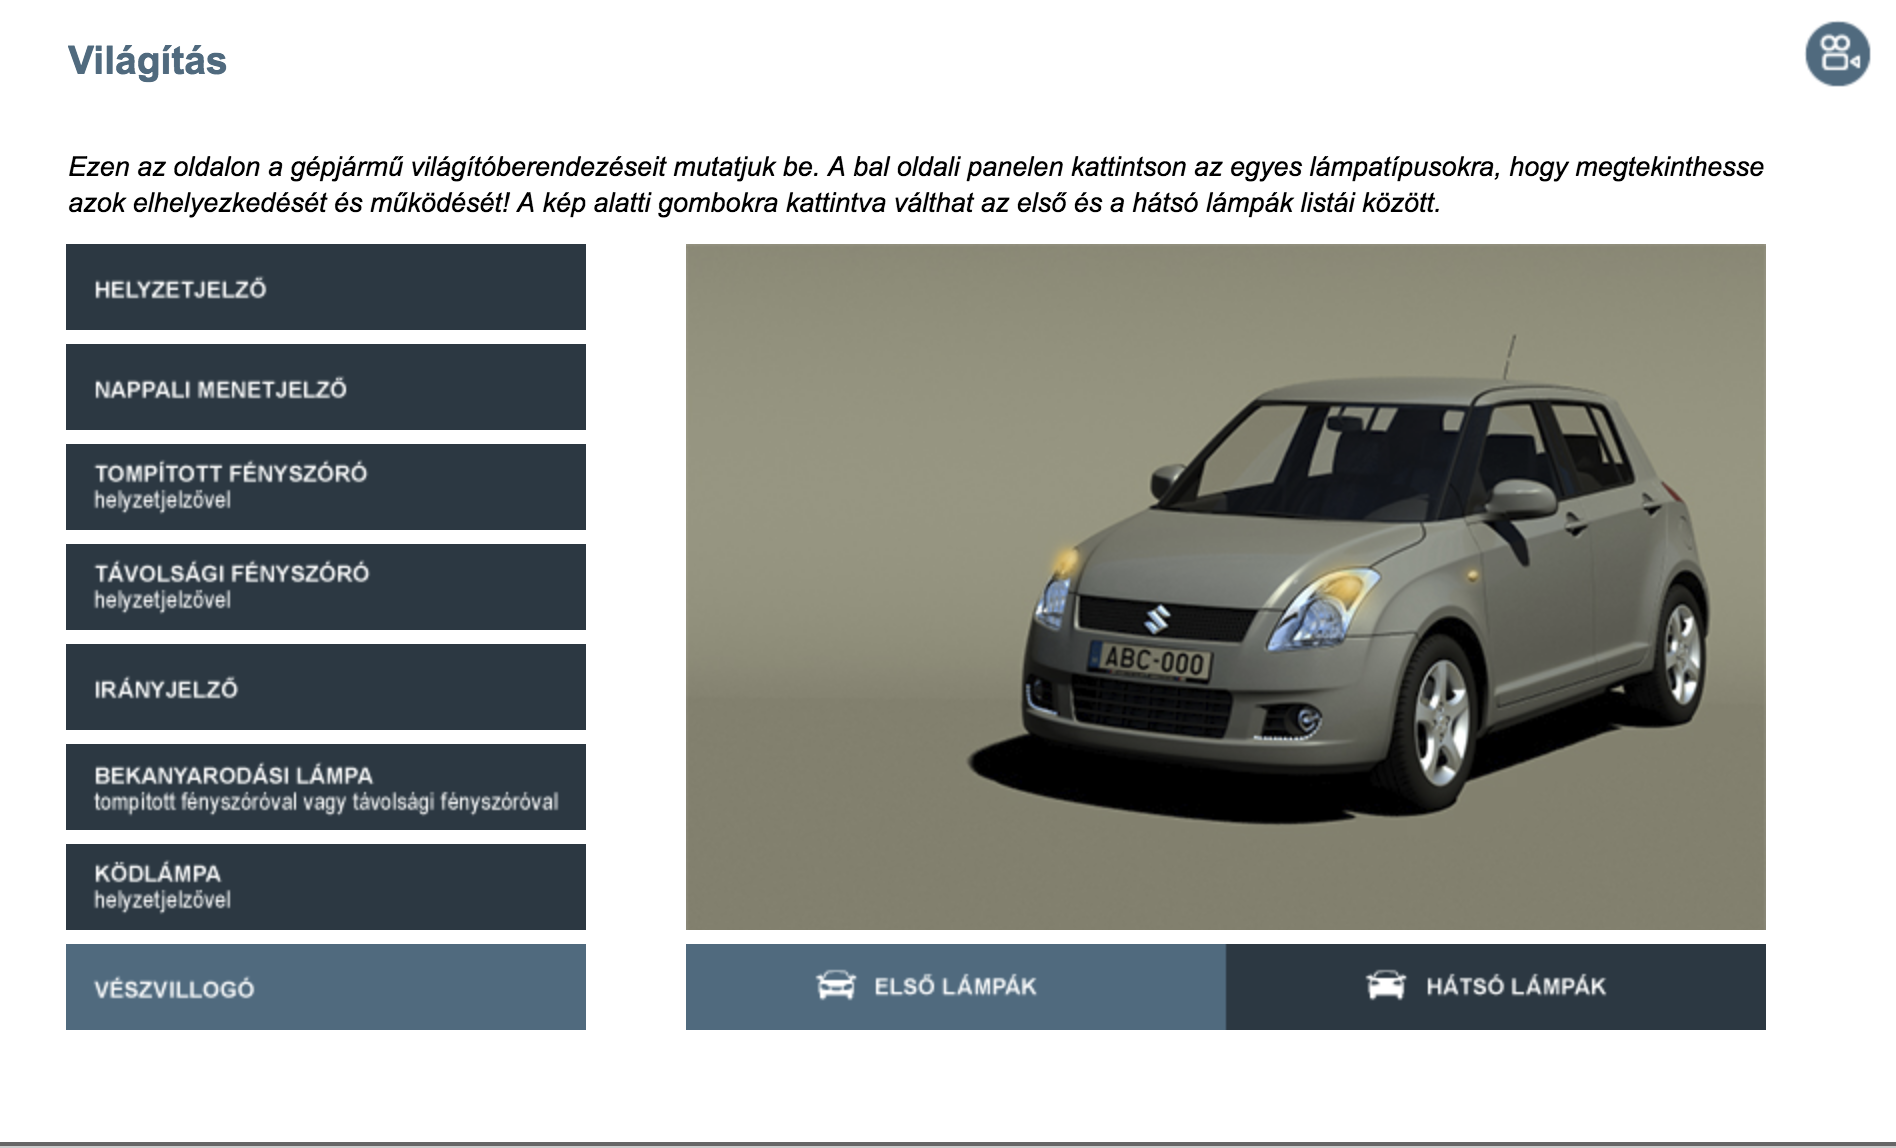 Világítás
Ezen az oldalon a gépjármű világítóberendezéseit mutatjuk be. A bal oldali panelen kattintson az egyes lámpatípusokra, hogy megtekinthesse
azok elhelyezkedését és működését! A kép alatti gombokra kattintva válthat az első és a hátsó lámpák listái között.
HELYZETJELZŐ
NAPPALI MENETJELZŐ
TOMPÍTOTT FÉNYSZÓRÓ
helyzetjelzővel
TÁVOLSÁGI FÉNYSZÓRÓ
helyzetjelzővel
IRÁNYJELZŐ
BEKANYARODÁSI LÁMPA
tompított fényszóróval vagy távolsági fényszóróval
KÖDLÁMPA
helyzetjelzővel
VÉSZVILLOGÓ
ABC-000
ELSŐ LÁMPÁK
HÁTSÓ LÁMPÁK